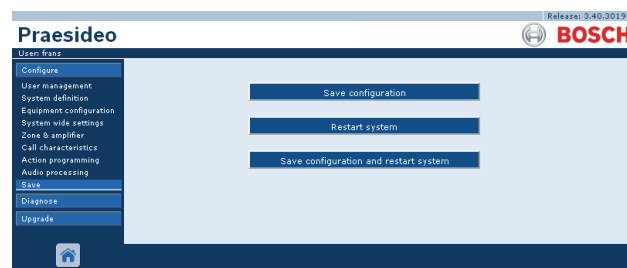 Release: 3.40.3019
Praesideo
BOSCH
User: frans
Configure
User management
System definition
Equipment configuration
System wide settings
Zone & amplifier
Call characteristics
Action programming
Audio processing
Save
Diagnose
Upgrade
Save configuration
Restart system
Save configuration and restart system